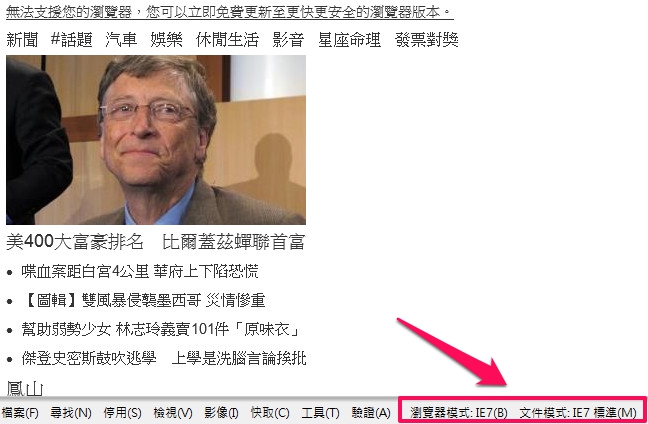 無法支援您的瀏覽器，您可以立即免費更新至更快更安全的瀏覽器版本。
新聞 #話題 汽車 娛樂 休閒生活 影音 星座命理 發票對獎
美400大富豪排名　比爾蓋茲蟬聯首富
• 喋血案距白宮4公里 華府上下陷恐慌
• 【圖輯】雙風暴侵襲墨西哥 災情慘重
• 幫助弱勢少女 林志玲義賣101件「原味衣」
• 傑登史密斯鼓吹逃學　上學是洗腦言論挨批
鳳山
檔案(F) 尋找(N) 停用(S) 檢視(V) 影像(I) 快取(C) 工具(T) 驗證(A) 瀏覽器模式: IE7(B) 文件模式: IE7 標準(M)